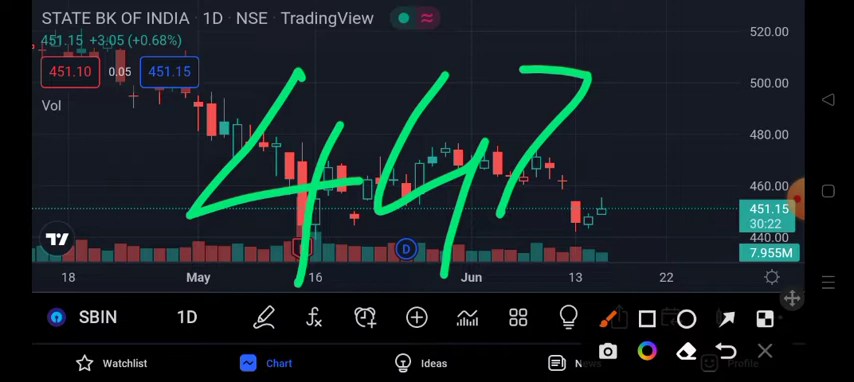 STATE BK OF INDIA · 1D · NSE · TradingView
451.15 +3.05 (+0.68%)
451.10 0.05 451.15
Vol
447
520.00
500.00
480.00
460.00
451.15
30:22
440.00
7.955M
D
18 May 16 Jun 13 22
SBIN 1D
Watchlist Chart Ideas Profile